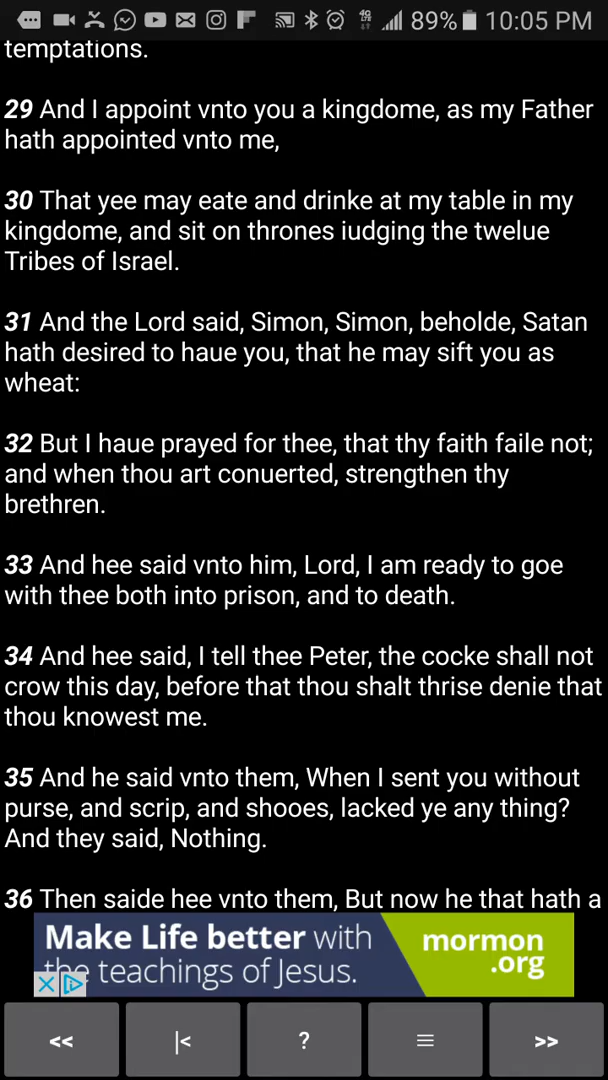 89% 10:05 PM
temptations.
29 And I appoint vnto you a kingdome, as my Father
hath appointed vnto me,
30 That yee may eate and drinke at my table in my
kingdome, and sit on thrones iudging the twelue
Tribes of Israel.
31 And the Lord said, Simon, Simon, beholde, Satan
hath desired to haue you, that he may sift you as
wheat:
32 But I haue prayed for thee, that thy faith faile not;
and when thou art conuerted, strengthen thy
brethren.
33 And hee said vnto him, Lord, I am ready to goe
with thee both into prison, and to death.
34 And hee said, I tell thee Peter, the cocke shall not
crow this day, before that thou shalt thrise denie that
thou knowest me.
35 And he said vnto them, When I sent you without
purse, and scrip, and shooes, lacked ye any thing?
And they said, Nothing.
36 Then saide hee vnto them, But now he that hath a
Make Life better with
the teachings of Jesus.
mormon
.org
<< |< ? ≡ >>